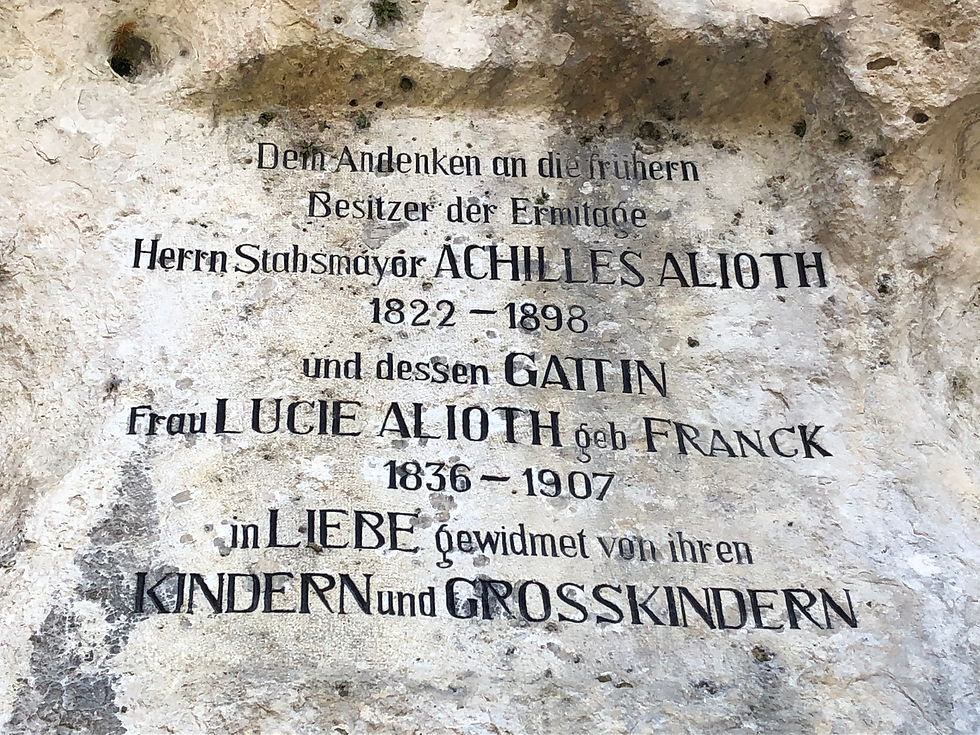 Dem Andenken an die frühern
Besitzer der Ermitage
Herrn Stabsmayór ACHILLES ALIOTH
1822 – 1898
und dessen GATTIN
Frau LUCIE ALIOTH geb FRANCK
1836 – 1907
in LIEBE gewidmet von ihren
KINDERN und GROSSKINDERN